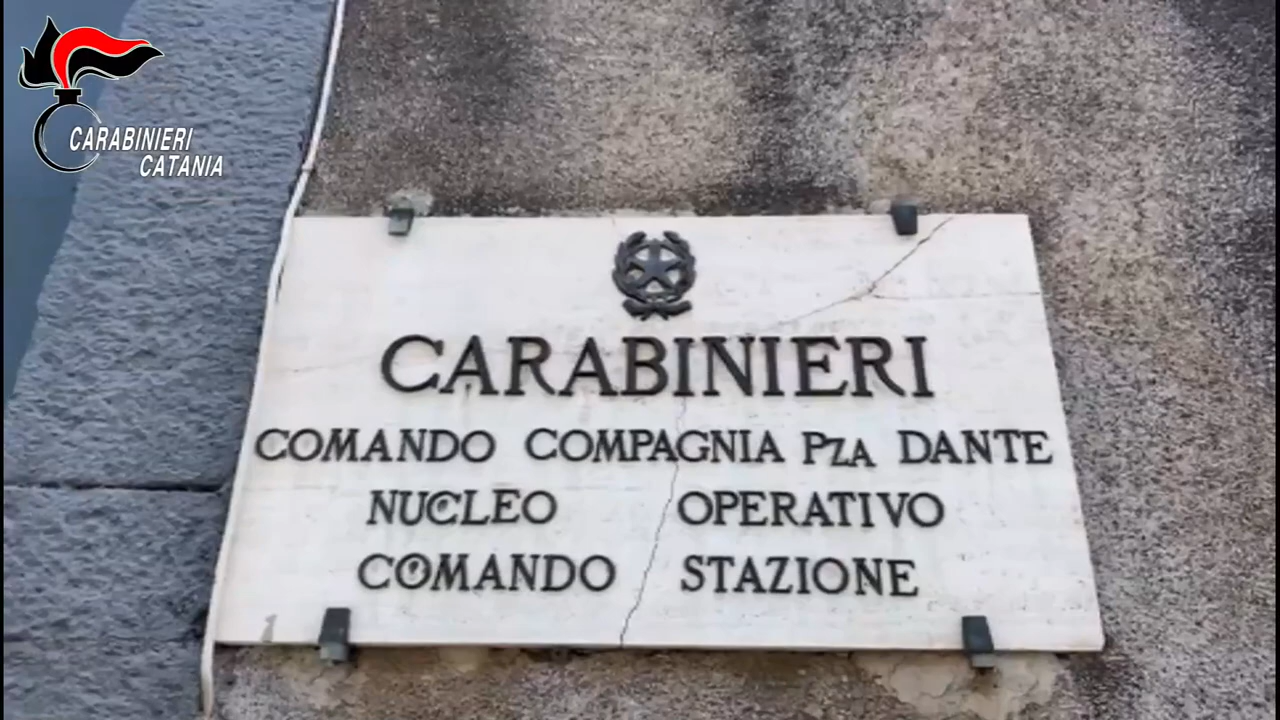 CARABINIERI
CATANIA
CARABINIERI
COMANDO COMPAGNIA PZA DANTE
NUCLEO OPERATIVO
COMANDO STAZIONE